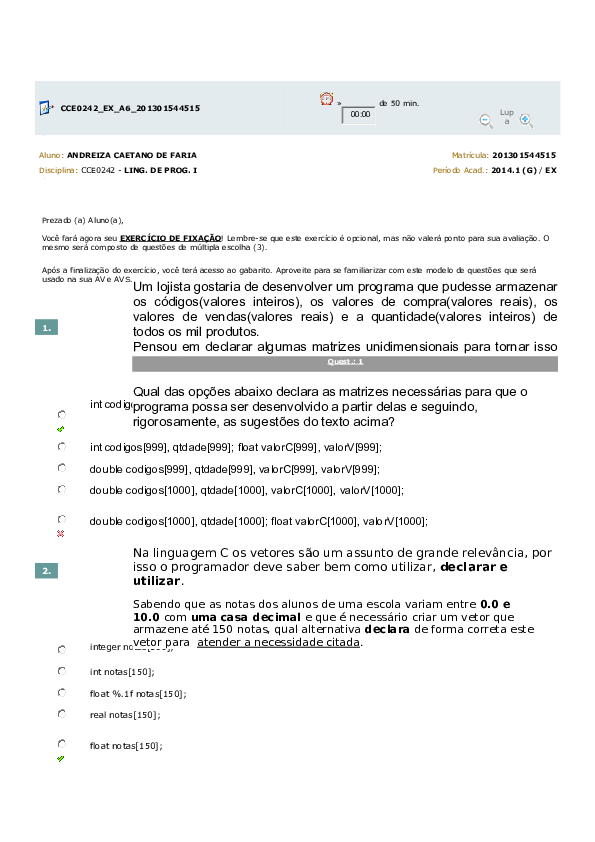 CCE0242_EX_A6_201301544515
» de 50 min.
00:00
Lup
a
Aluno: ANDREIZA CAETANO DE FARIA
Matrícula: 201301544515
Disciplina: CCE0242 - LING. DE PROG. I
Período Acad.: 2014.1 (G) / EX
Prezado (a) Aluno(a),
Você fará agora seu EXERCÍCIO DE FIXAÇÃO! Lembre-se que este exercício é opcional, mas não valerá ponto para sua avaliação. O
mesmo será composto de questões de múltipla escolha (3).
Após a finalização do exercício, você terá acesso ao gabarito. Aproveite para se familiarizar com este modelo de questões que será
usado na sua AV e AVS.
1.
Um lojista gostaria de desenvolver um programa que pudesse armazenar
os códigos(valores inteiros), os valores de compra(valores reais), os
valores de vendas(valores reais) e a quantidade(valores inteiros) de
todos os mil produtos.
Pensou em declarar algumas matrizes unidimensionais para tornar isso
Quest.: 1
Qual das opções abaixo declara as matrizes necessárias para que o
programa possa ser desenvolvido a partir delas e seguindo,
rigorosamente, as sugestões do texto acima?
int codig
int codigos[999], qtdade[999]; float valorC[999], valorV[999];
double codigos[999], qtdade[999], valorC[999], valorV[999];
double codigos[1000], qtdade[1000], valorC[1000], valorV[1000];
double codigos[1000], qtdade[1000]; float valorC[1000], valorV[1000];
2.
Na linguagem C os vetores são um assunto de grande relevância, por
isso o programador deve saber bem como utilizar, declarar e
utilizar.
Sabendo que as notas dos alunos de uma escola variam entre 0.0 e
10.0 com uma casa decimal e que é necessário criar um vetor que
armazene até 150 notas, qual alternativa declara de forma correta este
vetor para atender a necessidade citada.
integer
int notas[150];
float %.1f notas[150];
real notas[150];
float notas[150];